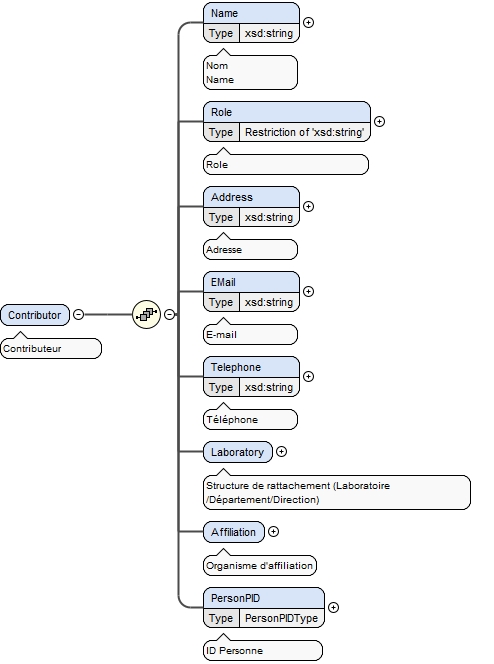 Name
Type xsd:string
Nom
Name
Role
Type Restriction of 'xsd:string'
Role
Address
Type xsd:string
Adresse
EMail
Type xsd:string
E-mail
Contributor
Contributeur
Telephone
Type xsd:string
Téléphone
Laboratory
Structure de rattachement (Laboratoire
/Département/Direction)
Affiliation
Organisme d'affiliation
PersonPID
Type PersonPIDType
ID Personne